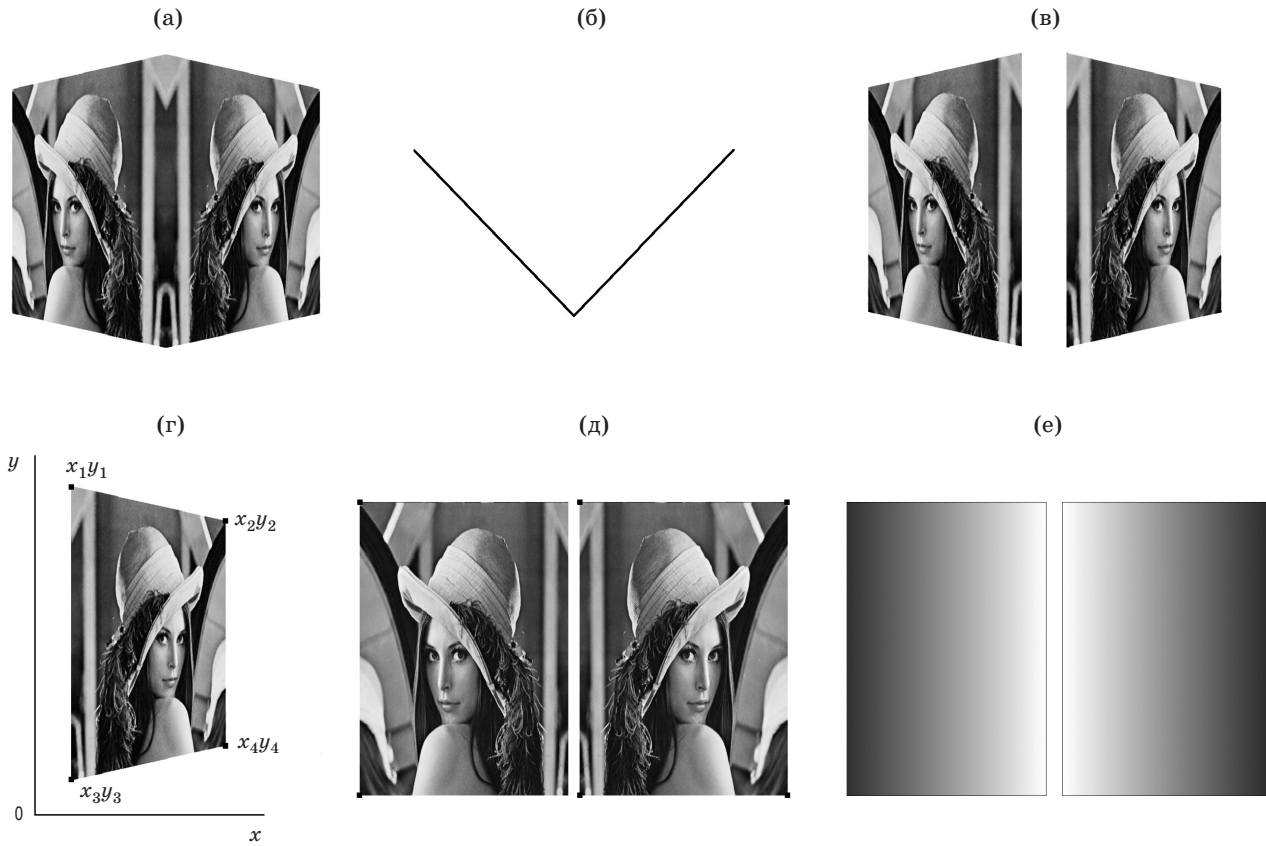 (а) (б) (в)
(г) (д) (е)
y
x₁y₁
x₂y₂
x₄y₄
x₃y₃
0
x